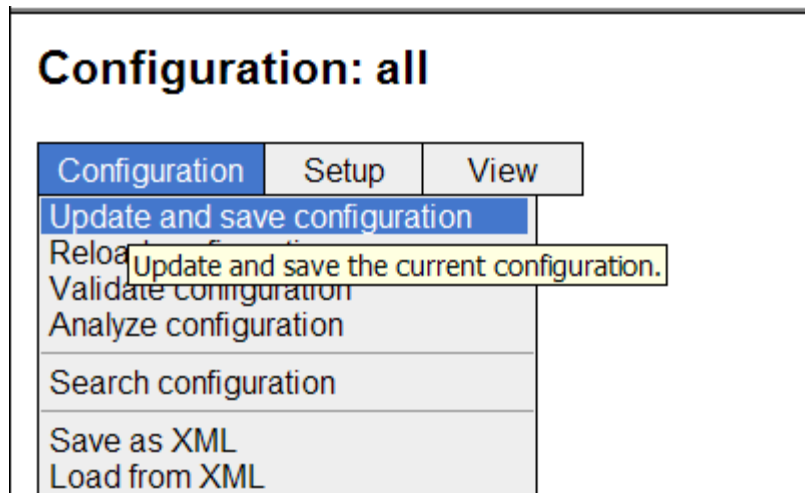 Configuration: all
Configuration Setup View
Update and save configuration
Update and save the current configuration.
Validate configuration
Analyze configuration
Search configuration
Save as XML
Load from XML